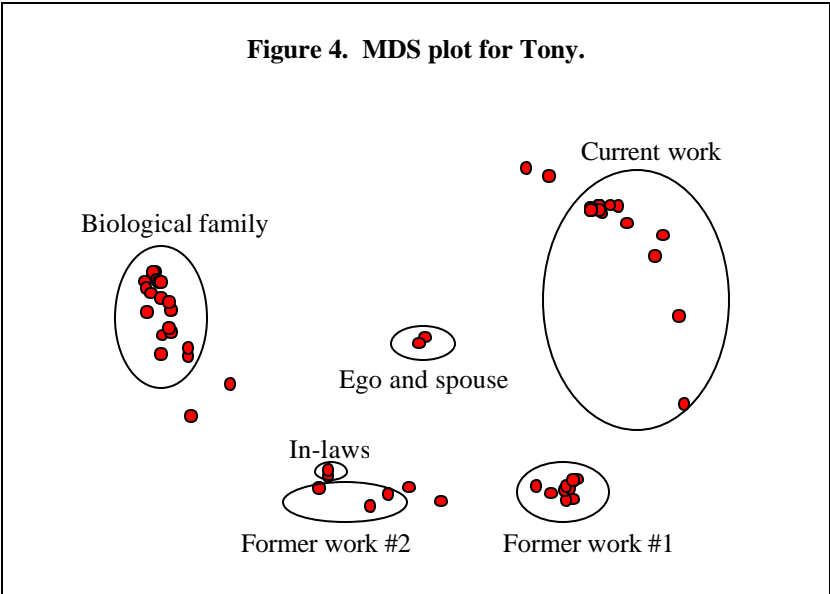 Figure 4. MDS plot for Tony.
Current work
Biological family
Ego and spouse
In-laws
Former work #2
Former work #1